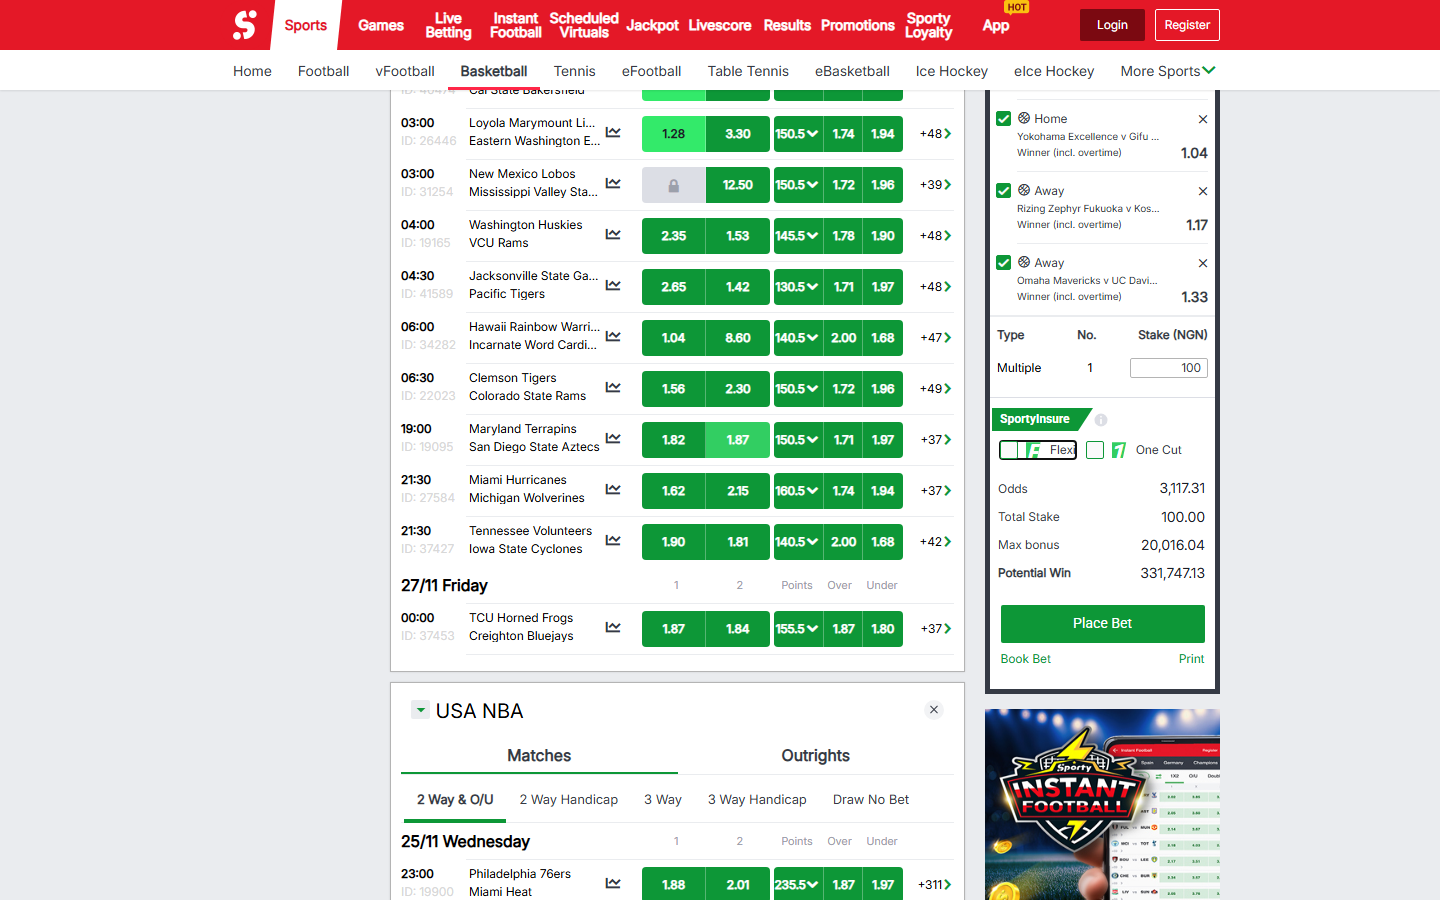 Sports
Games
Live Betting
Instant Football
Scheduled Virtuals
Jackpot
Livescore
Results
Promotions
Sporty Loyalty
App
HOT
Login
Register
Home
Football
vFootball
Basketball
Tennis
eFootball
Table Tennis
eBasketball
Ice Hockey
eIce Hockey
More Sports
Cal State Bakersfield
03:00 Loyola Marymount Li... 1.28 3.30 150.5 1.74 1.94 +48
ID: 26446 Eastern Washington E...
03:00 New Mexico Lobos 12.50 150.5 1.72 1.96 +39
ID: 31254 Mississippi Valley Sta...
04:00 Washington Huskies 2.35 1.53 145.5 1.78 1.90 +48
ID: 19165 VCU Rams
04:30 Jacksonville State Ga... 2.65 1.42 130.5 1.71 1.97 +48
ID: 41589 Pacific Tigers
06:00 Hawaii Rainbow Warri... 1.04 8.60 140.5 2.00 1.68 +47
ID: 34282 Incarnate Word Cardi...
06:30 Clemson Tigers 1.56 2.30 150.5 1.72 1.96 +49
ID: 22023 Colorado State Rams
19:00 Maryland Terrapins 1.82 1.87 150.5 1.71 1.97 +37
ID: 19095 San Diego State Aztecs
21:30 Miami Hurricanes 1.62 2.15 160.5 1.74 1.94 +37
ID: 27584 Michigan Wolverines
21:30 Tennessee Volunteers 1.90 1.81 140.5 2.00 1.68 +42
ID: 37427 Iowa State Cyclones
27/11 Friday 1 2 Points Over Under
00:00 TCU Horned Frogs 1.87 1.84 155.5 1.87 1.80 +37
ID: 37453 Creighton Bluejays
USA NBA
Matches
Outrights
2 Way & O/U
2 Way Handicap
3 Way
3 Way Handicap
Draw No Bet
25/11 Wednesday 1 2 Points Over Under
23:00 Philadelphia 76ers 1.88 2.01 235.5 1.87 1.97 +311
ID: 19900 Miami Heat
Home
Yokohama Excellence v Gifu ...
Winner (incl. overtime) 1.04
Away
Rizing Zephyr Fukuoka v Kos...
Winner (incl. overtime) 1.17
Away
Omaha Mavericks v UC Davi...
Winner (incl. overtime) 1.33
Type No. Stake (NGN)
Multiple 1 100
SportyInsure
Flexi
One Cut
Odds 3,117.31
Total Stake 100.00
Max bonus 20,016.04
Potential Win 331,747.13
Place Bet
Book Bet
Print
Sporty
INSTANT
FOOTBALL
Instant Football